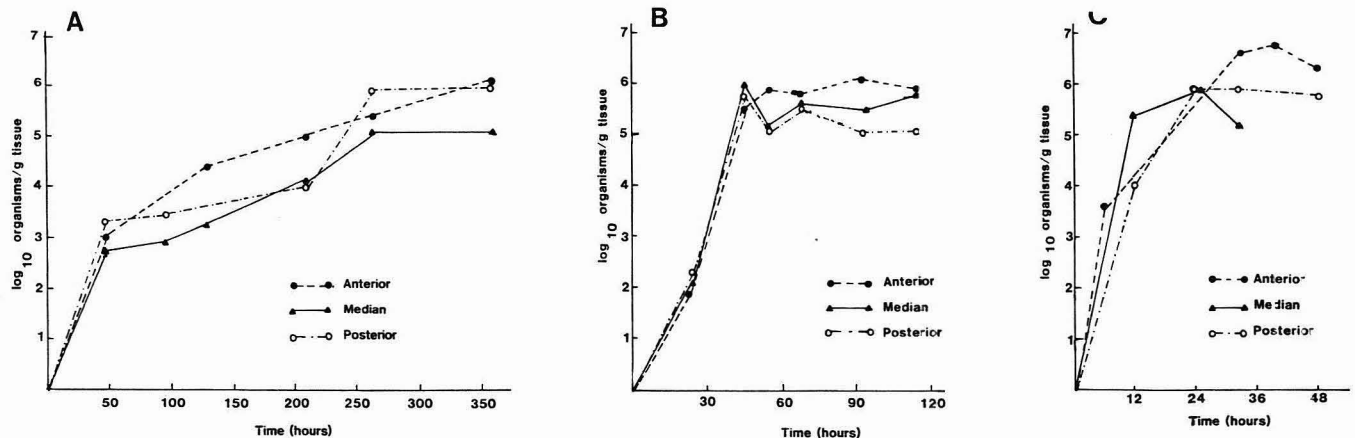 A
7
6
5
4
3
2
1
log 10 organisms/g tissue
Anterior
Median
Posterior
50 100 150 200 250 300 350
Time (hours)
B
7
6
5
4
3
2
1
log 10 organisms/g tissue
Anterior
Median
Posterior
30 60 90 120
Time (hours)
C
7
6
5
4
3
2
1
log 10 organisms/g tissue
Anterior
Median
Posterior
12 24 36 48
Time (hours)